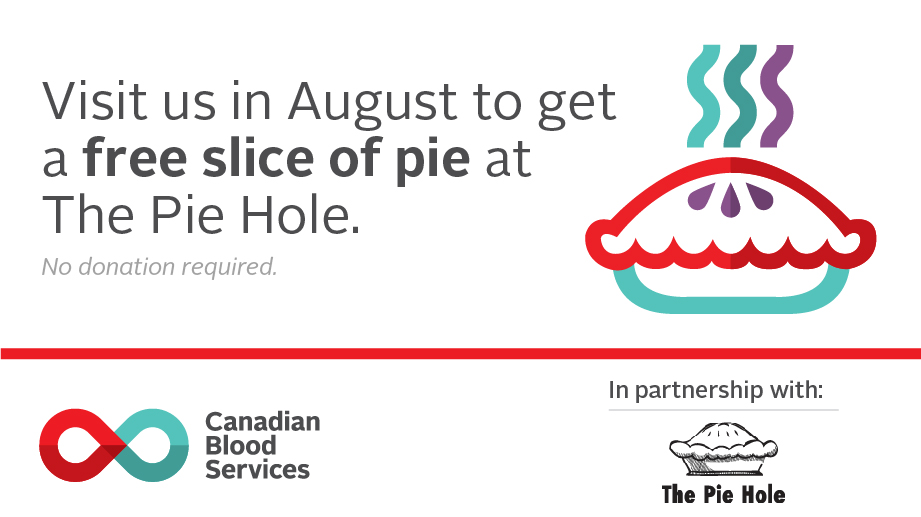 Visit us in August to get
a free slice of pie at
The Pie Hole.
No donation required.
Canadian
Blood
Services
In partnership with:
The Pie Hole